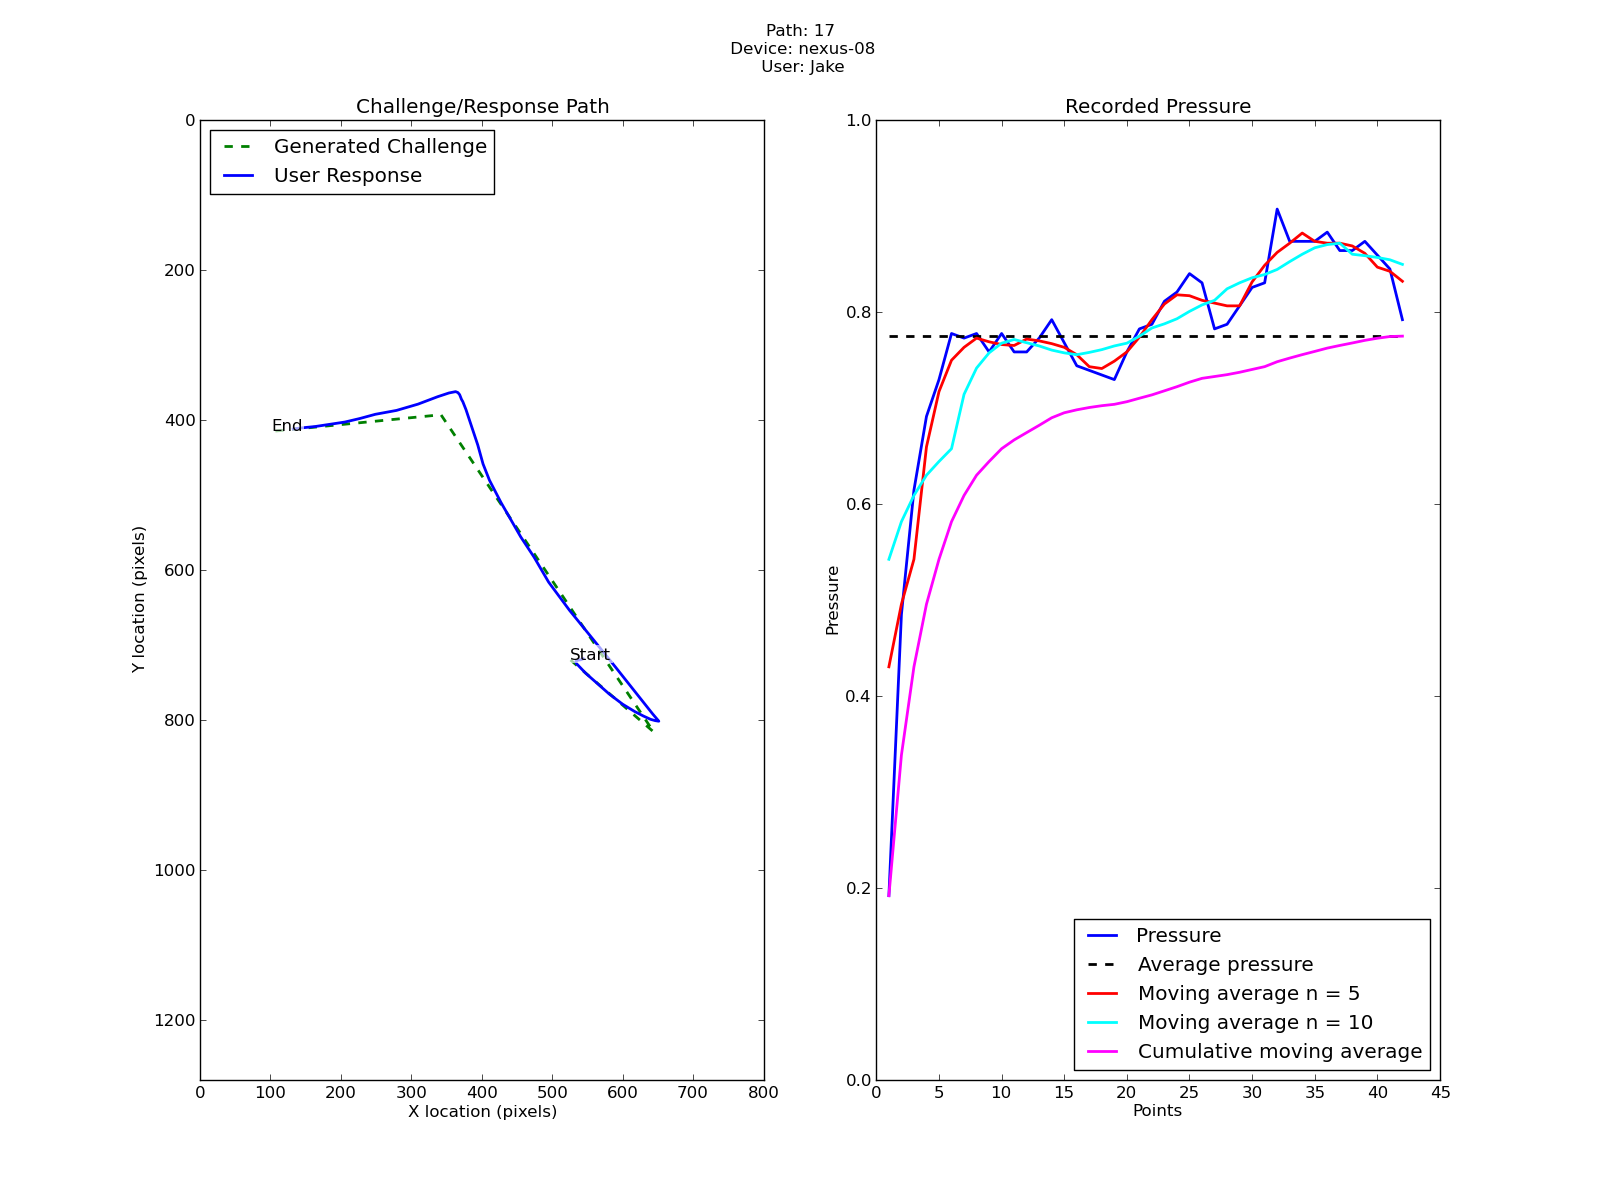 Path: 17
Device: nexus-08
User: Jake
Challenge/Response Path
Generated Challenge
User Response
0
200
400
600
800
1000
1200
Y location (pixels)
End
Start
0 100 200 300 400 500 600 700 800
X location (pixels)
Recorded Pressure
1.0
0.8
0.6
0.4
0.2
0.0
Pressure
Pressure
Average pressure
Moving average n = 5
Moving average n = 10
Cumulative moving average
0 5 10 15 20 25 30 35 40 45
Points